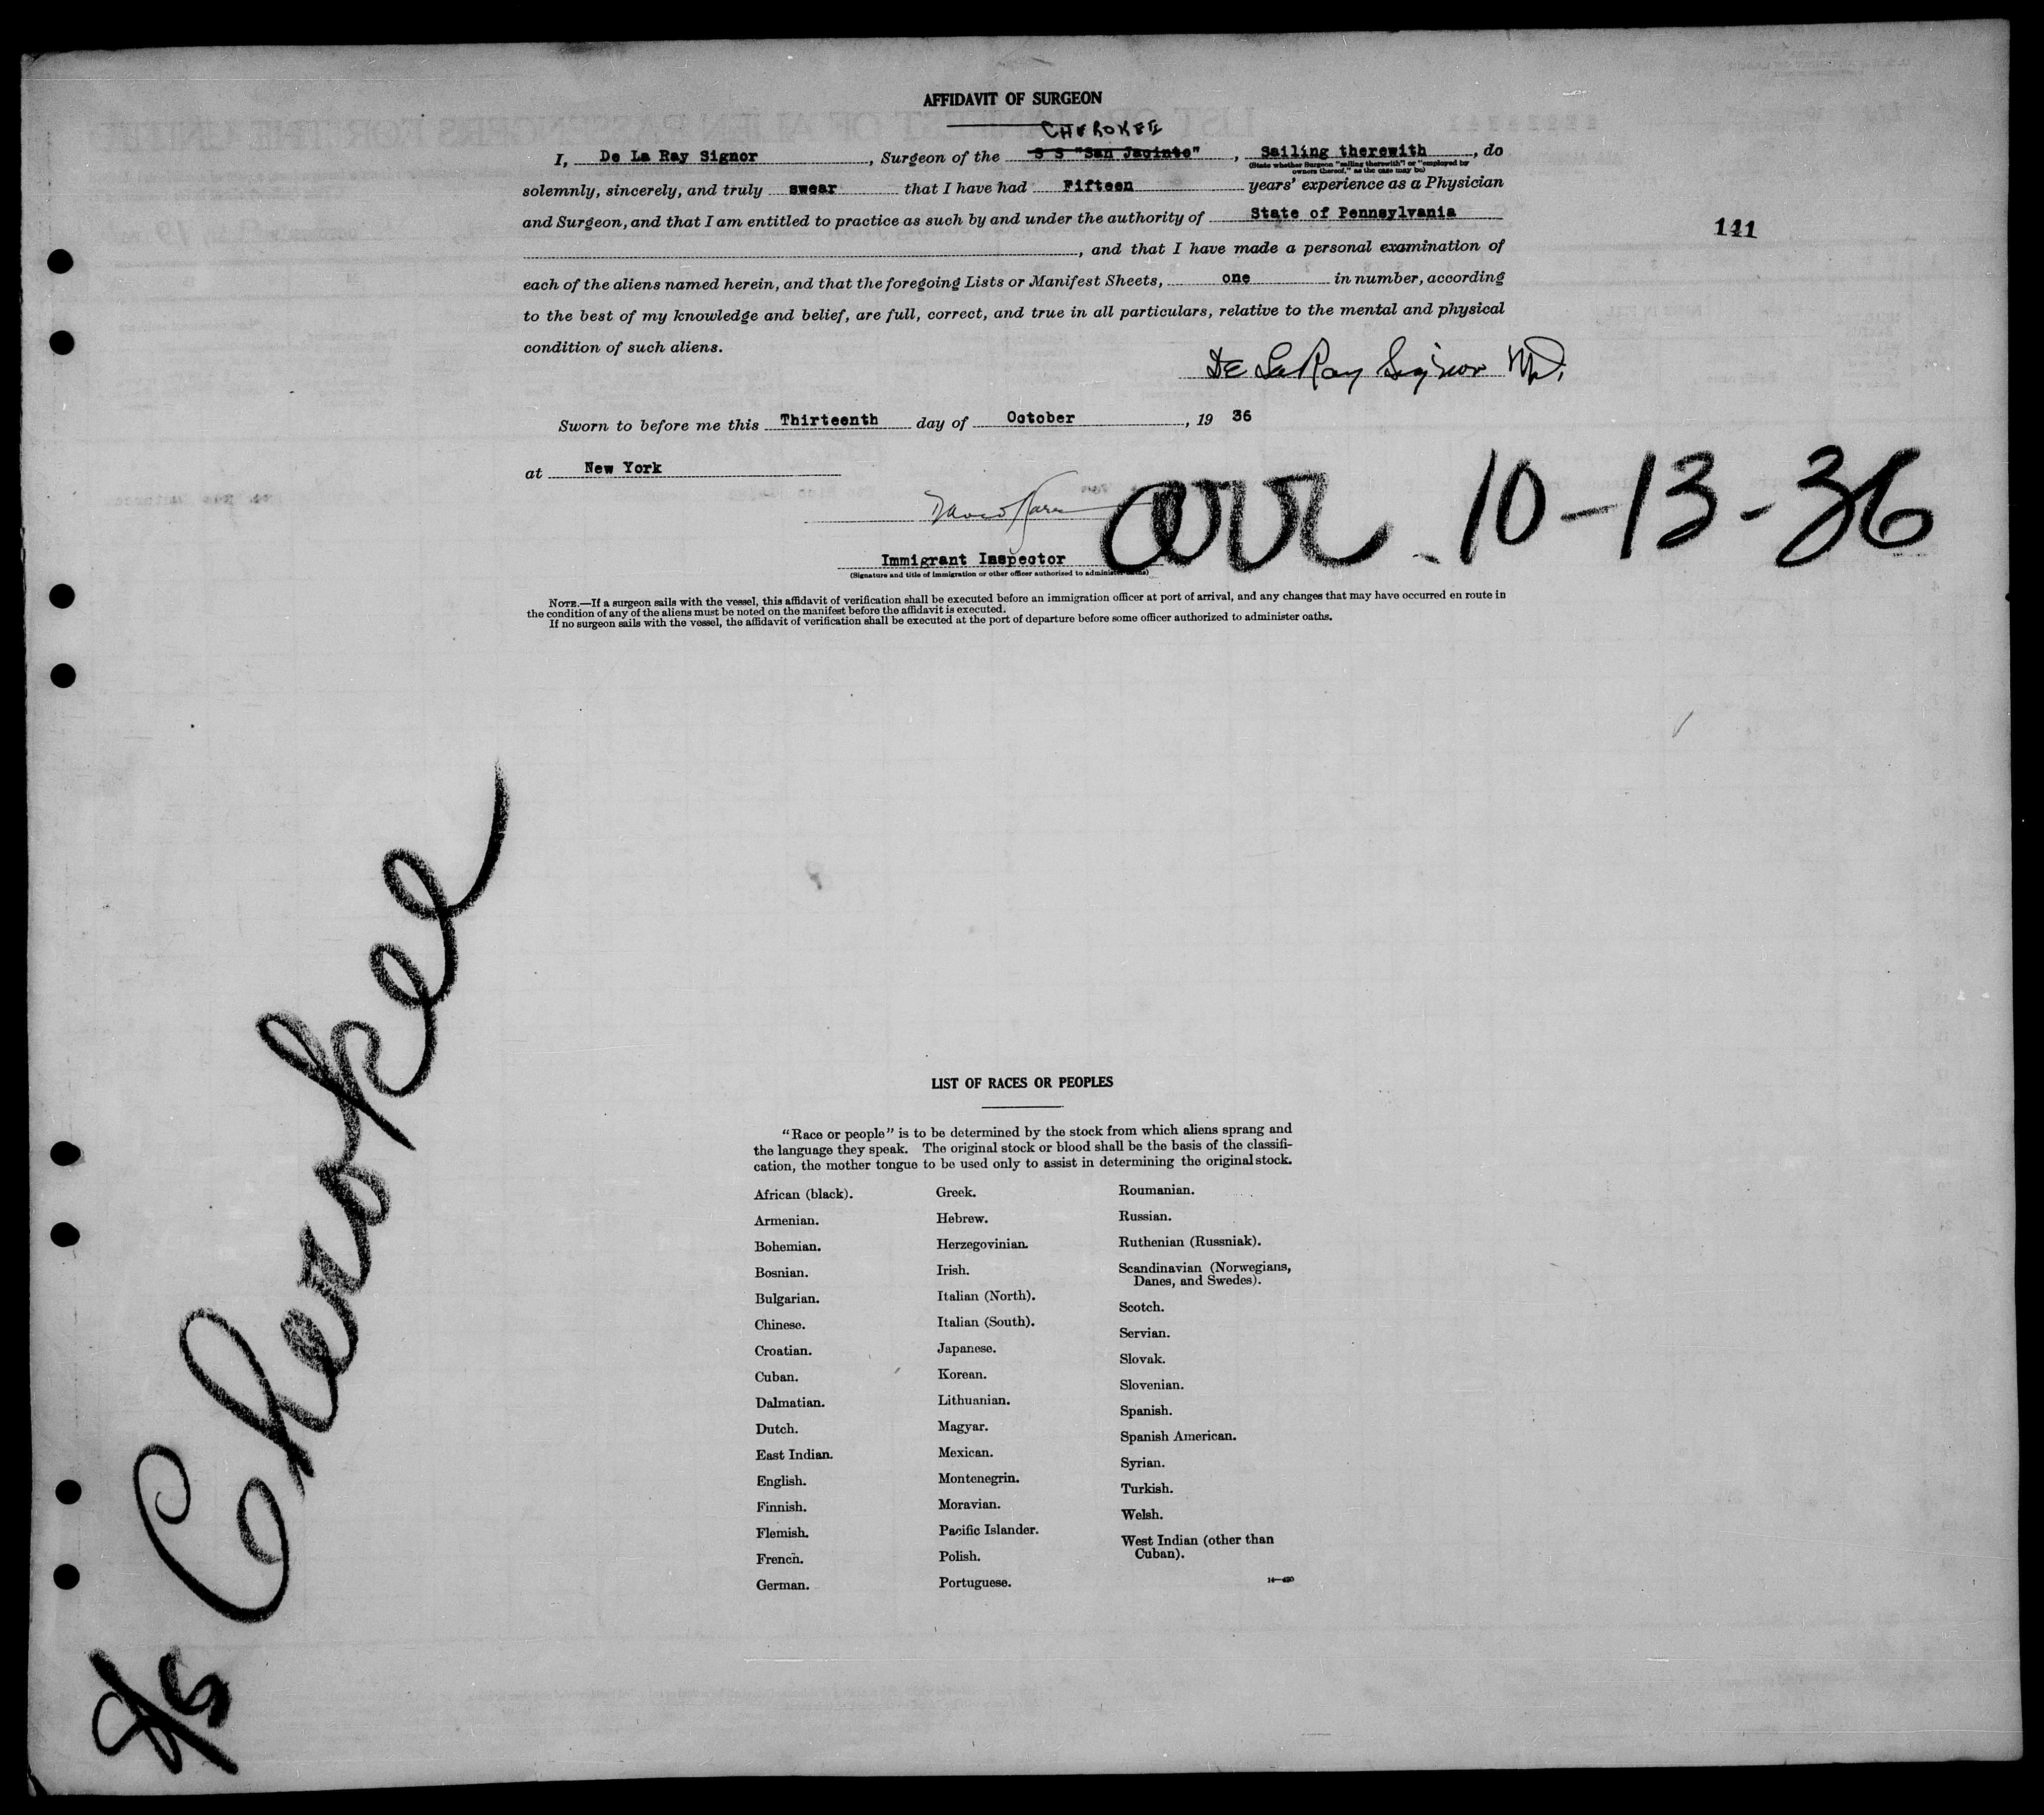 AFFIDAVIT OF SURGEON
CHEROKEE
I, De La Ray Signor, Surgeon of the S S "San Jacinto", Sailing therewith, do
(State whether Surgeon "sailing therewith" or "employed by
owners thereof," as the case may be)
solemnly, sincerely, and truly swear that I have had Fifteen years' experience as a Physician
and Surgeon, and that I am entitled to practice as such by and under the authority of State of Pennsylvania
141
, and that I have made a personal examination of
each of the aliens named herein, and that the foregoing Lists or Manifest Sheets, one in number, according
to the best of my knowledge and belief, are full, correct, and true in all particulars, relative to the mental and physical
condition of such aliens.
De LaRay Signor MD.
Sworn to before me this Thirteenth day of October, 19 36
at New York
arr. 10-13-36
Immigrant Inspector
(Signature and title of immigration or other officer authorized to administer oaths)
NOTE.—If a surgeon sails with the vessel, this affidavit of verification shall be executed before an immigration officer at port of arrival, and any changes that may have occurred en route in
the condition of any of the aliens must be noted on the manifest before the affidavit is executed.
If no surgeon sails with the vessel, the affidavit of verification shall be executed at the port of departure before some officer authorized to administer oaths.
S/S Cherokee
LIST OF RACES OR PEOPLES
"Race or people" is to be determined by the stock from which aliens sprang and
the language they speak. The original stock or blood shall be the basis of the classifi-
cation, the mother tongue to be used only to assist in determining the original stock.
African (black).
Armenian.
Bohemian.
Bosnian.
Bulgarian.
Chinese.
Croatian.
Cuban.
Dalmatian.
Dutch.
East Indian.
English.
Finnish.
Flemish.
French.
German.
Greek.
Hebrew.
Herzegovinian.
Irish.
Italian (North).
Italian (South).
Japanese.
Korean.
Lithuanian.
Magyar.
Mexican.
Montenegrin.
Moravian.
Pacific Islander.
Polish.
Portuguese.
Roumanian.
Russian.
Ruthenian (Russniak).
Scandinavian (Norwegians,
Danes, and Swedes).
Scotch.
Servian.
Slovak.
Slovenian.
Spanish.
Spanish American.
Syrian.
Turkish.
Welsh.
West Indian (other than
Cuban).